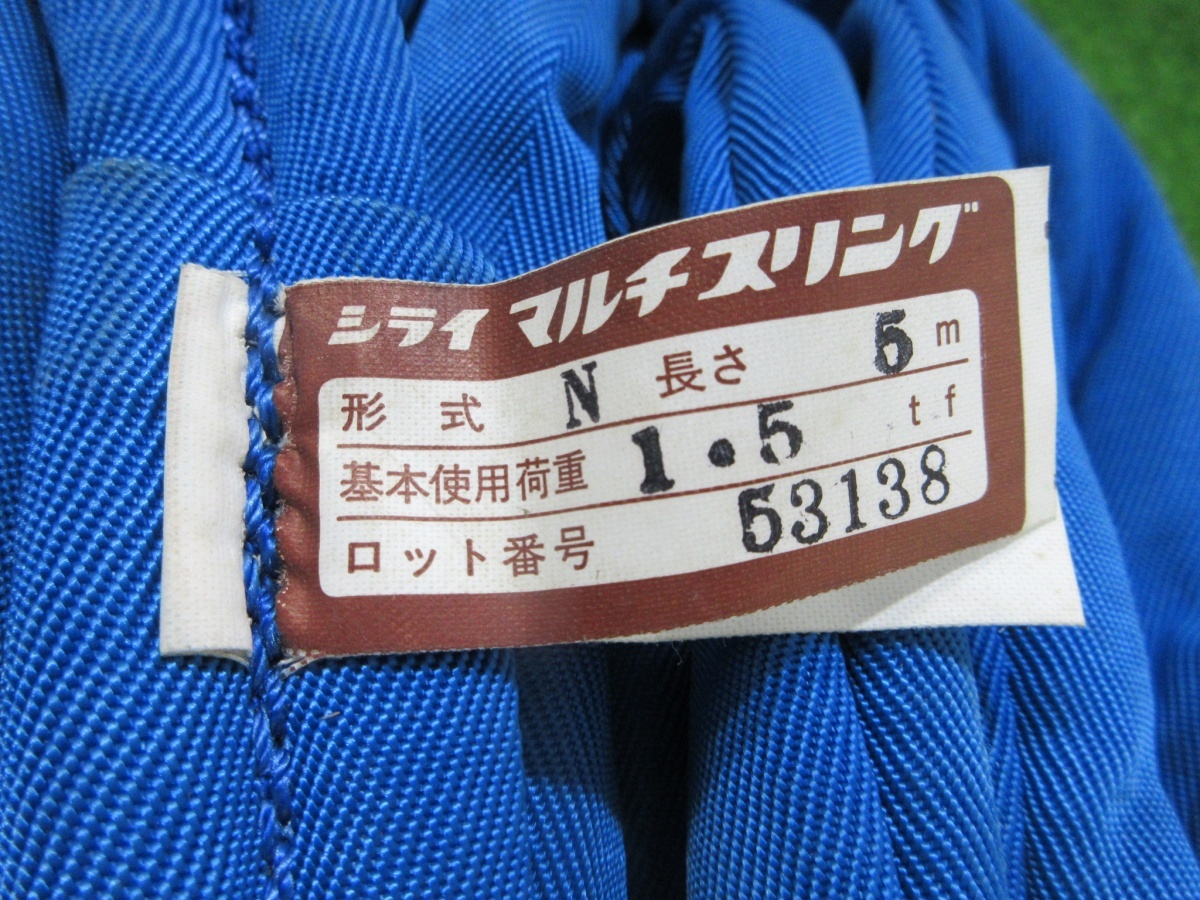 シライ マルチスリング
形 式 N 長さ 5 m
基本使用荷重 1.5 tf
ロット番号 53138